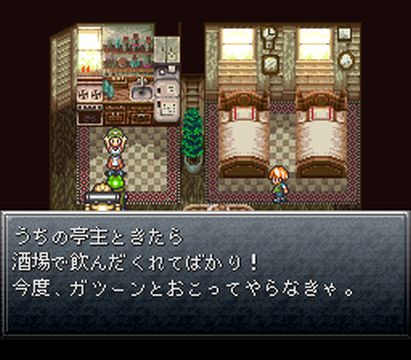 うちの亭主ときたら
酒場で飲んだくれてばかり！
今度、ガツーンとおこってやらなきゃ。